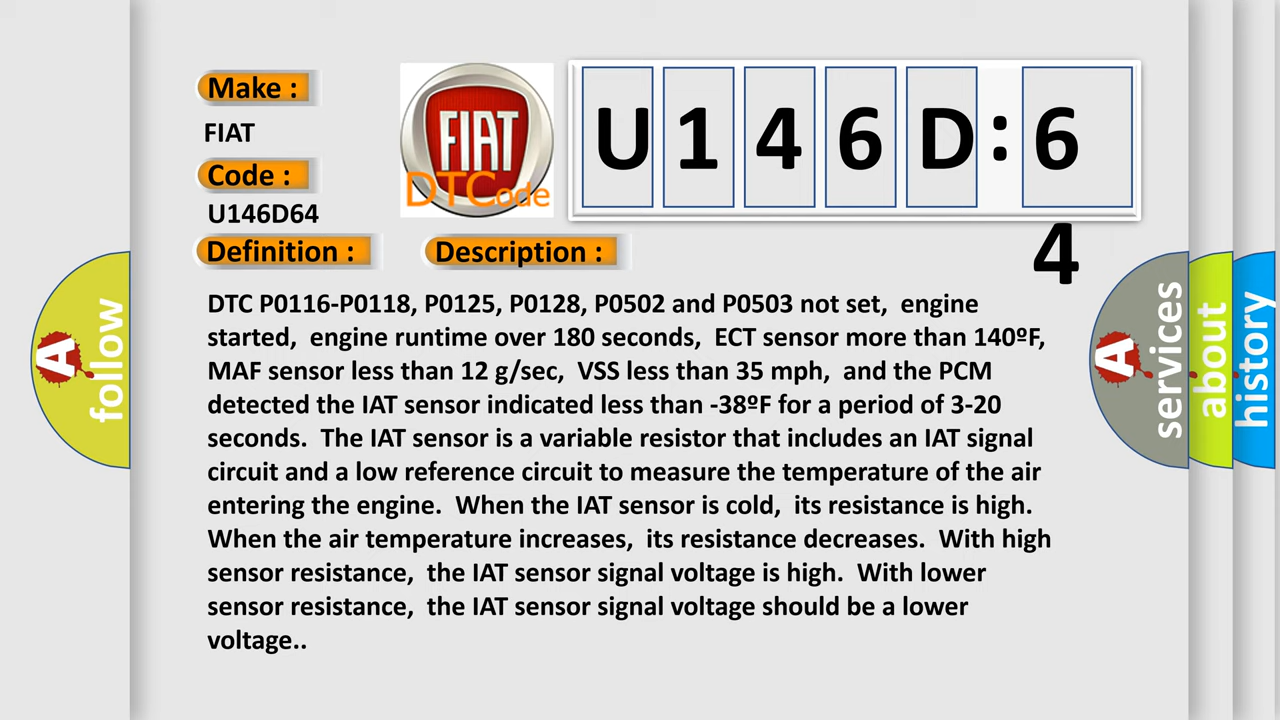 Make :
FIAT
Code :
U146D64
Definition :
Description :
FIAT
DTCode
U146D:6
4
DTC P0116-P0118, P0125, P0128, P0502 and P0503 not set,  engine
started,  engine runtime over 180 seconds,  ECT sensor more than 140ºF,
MAF sensor less than 12 g/sec,  VSS less than 35 mph,  and the PCM
detected the IAT sensor indicated less than -38ºF for a period of 3-20
seconds.  The IAT sensor is a variable resistor that includes an IAT signal
circuit and a low reference circuit to measure the temperature of the air
entering the engine.  When the IAT sensor is cold,  its resistance is high.
When the air temperature increases,  its resistance decreases.  With high
sensor resistance,  the IAT sensor signal voltage is high.  With lower
sensor resistance,  the IAT sensor signal voltage should be a lower
voltage..
A follow
A services
about
history